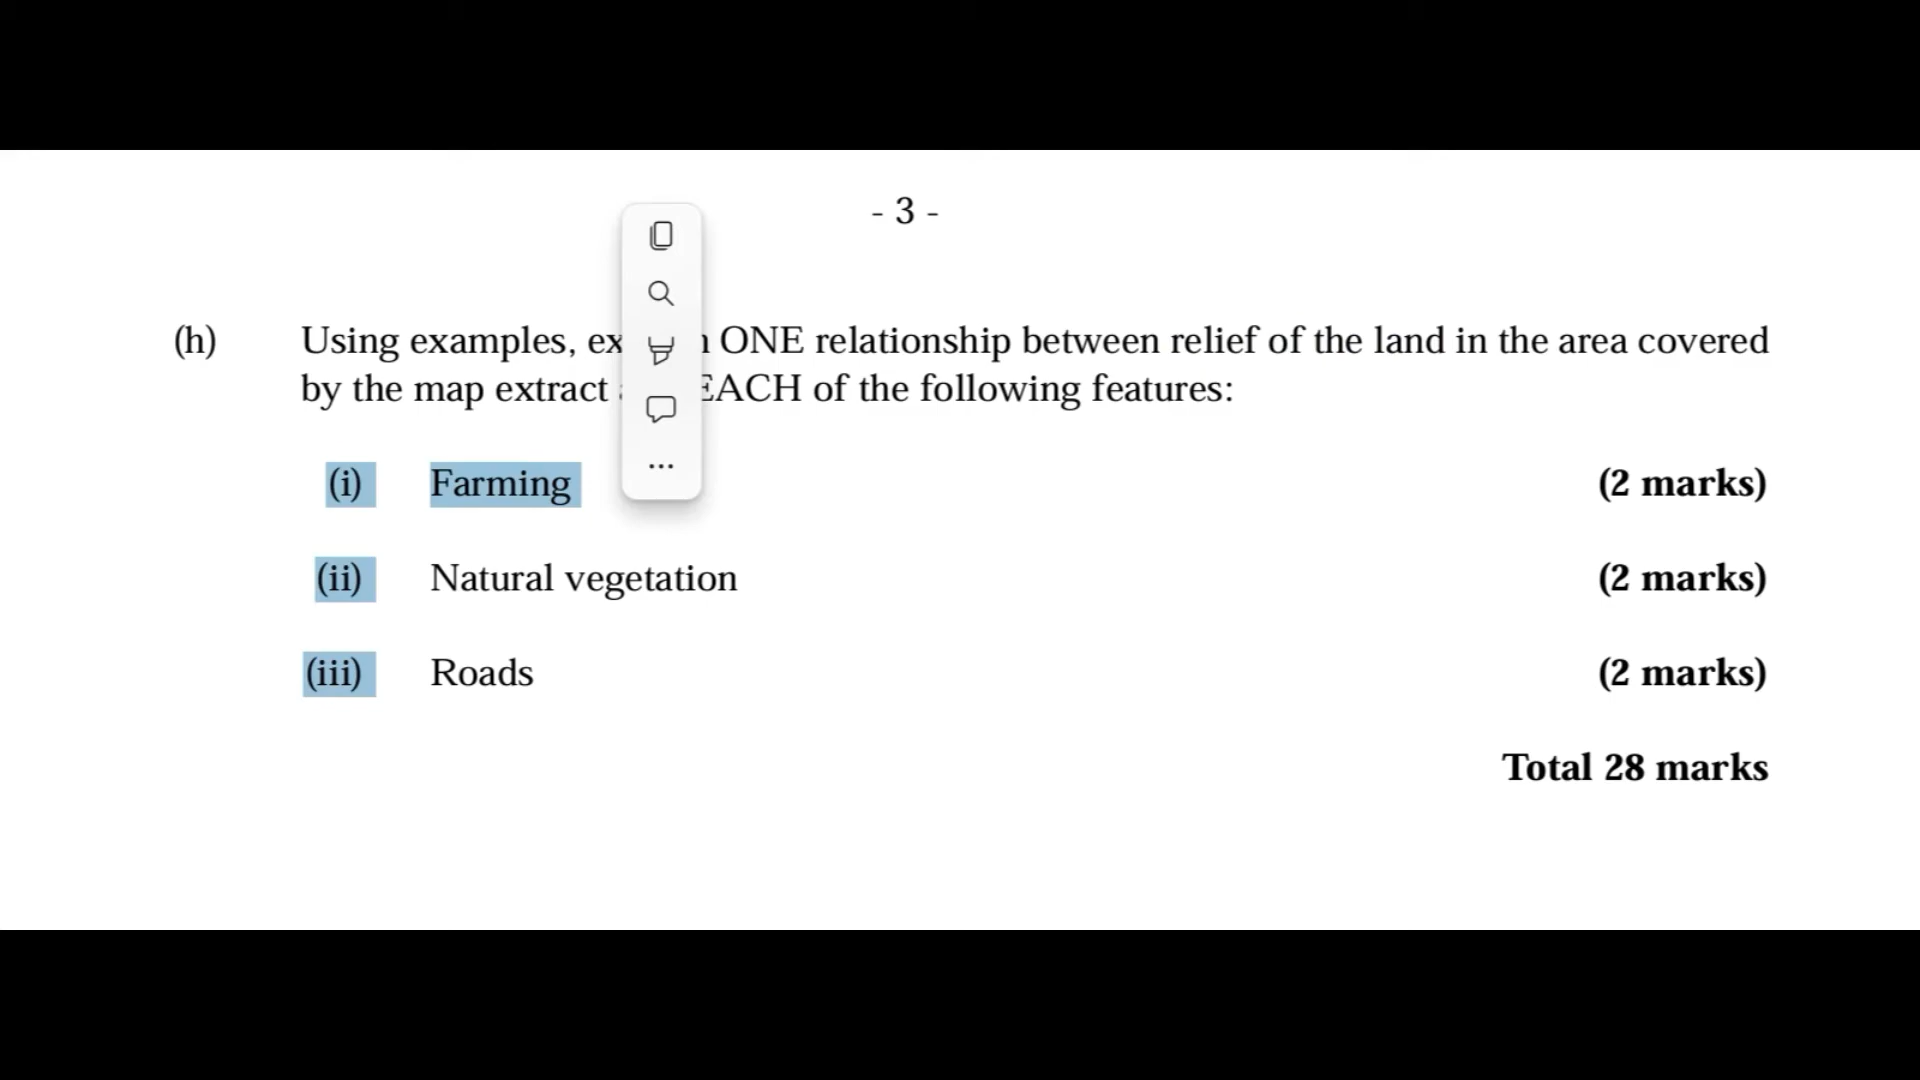 - 3 -
(h) Using examples, ex ONE relationship between relief of the land in the area covered
by the map extract EACH of the following features:
(i) Farming (2 marks)
(ii) Natural vegetation (2 marks)
(iii) Roads (2 marks)
Total 28 marks